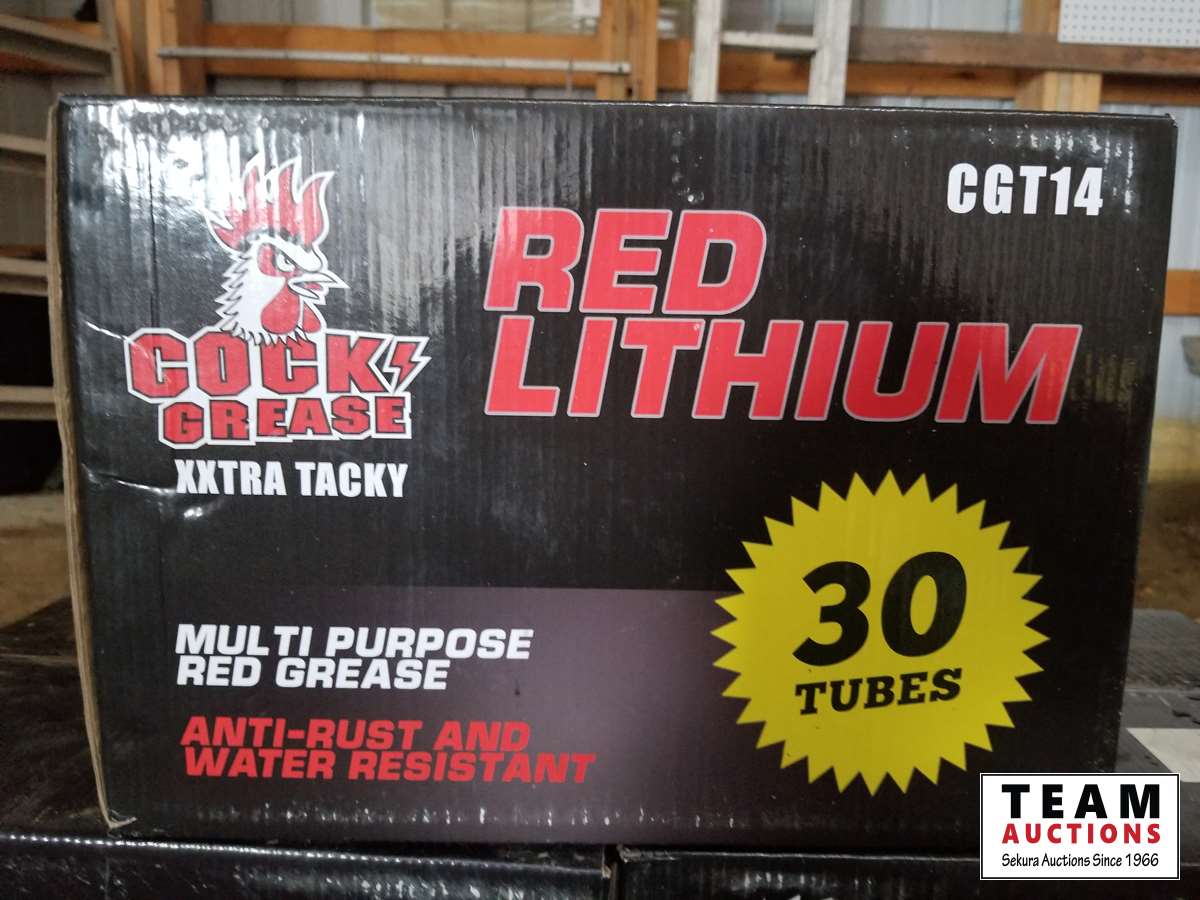 CGT14
RED
LITHIUM
COCK
GREASE
XXTRA TACKY
MULTI PURPOSE
RED GREASE
ANTI-RUST AND
WATER RESISTANT
30
TUBES
TEAM
AUCTIONS
Sekura Auctions Since 1966